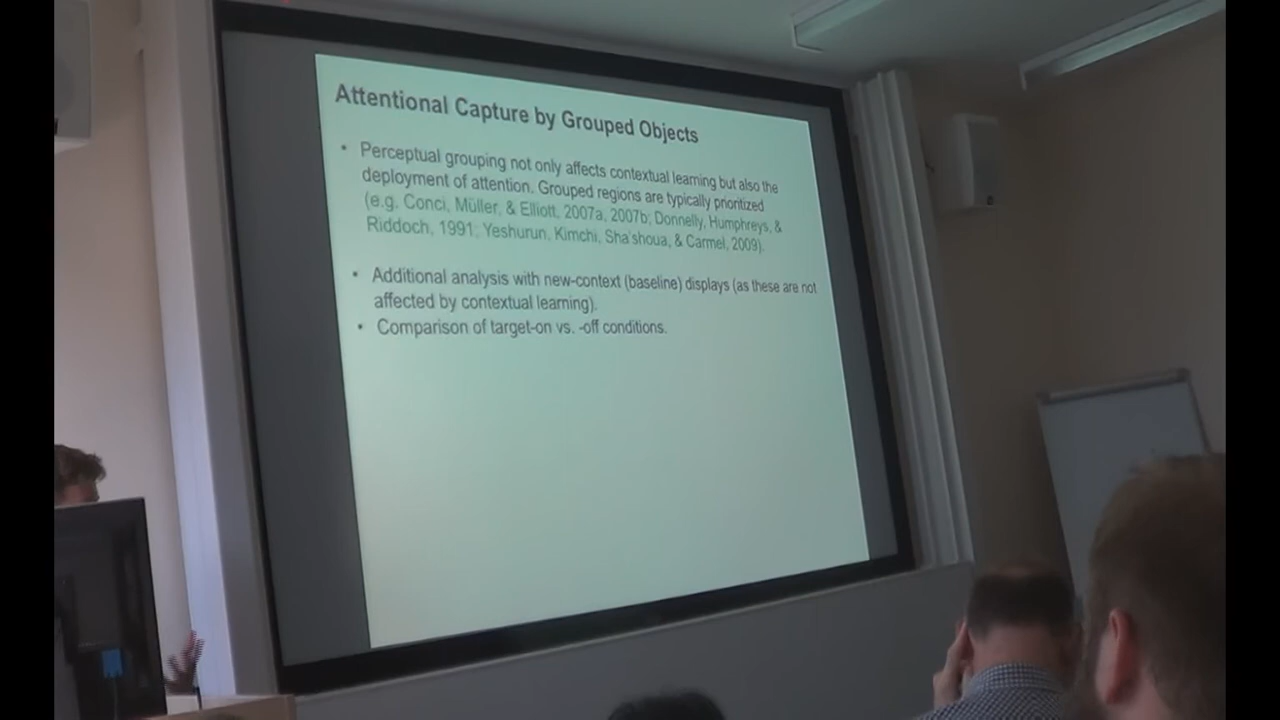 Attentional Capture by Grouped Objects
• Perceptual grouping not only affects contextual learning but also the
deployment of attention. Grouped regions are typically prioritized
(e.g. Conci, Müller, & Elliott, 2007a, 2007b; Donnelly, Humphreys, &
Riddoch, 1991; Yeshurun, Kimchi, Sha'shoua, & Carmel, 2009).
• Additional analysis with new-context (baseline) displays (as these are not
affected by contextual learning).
• Comparison of target-on vs. -off conditions.